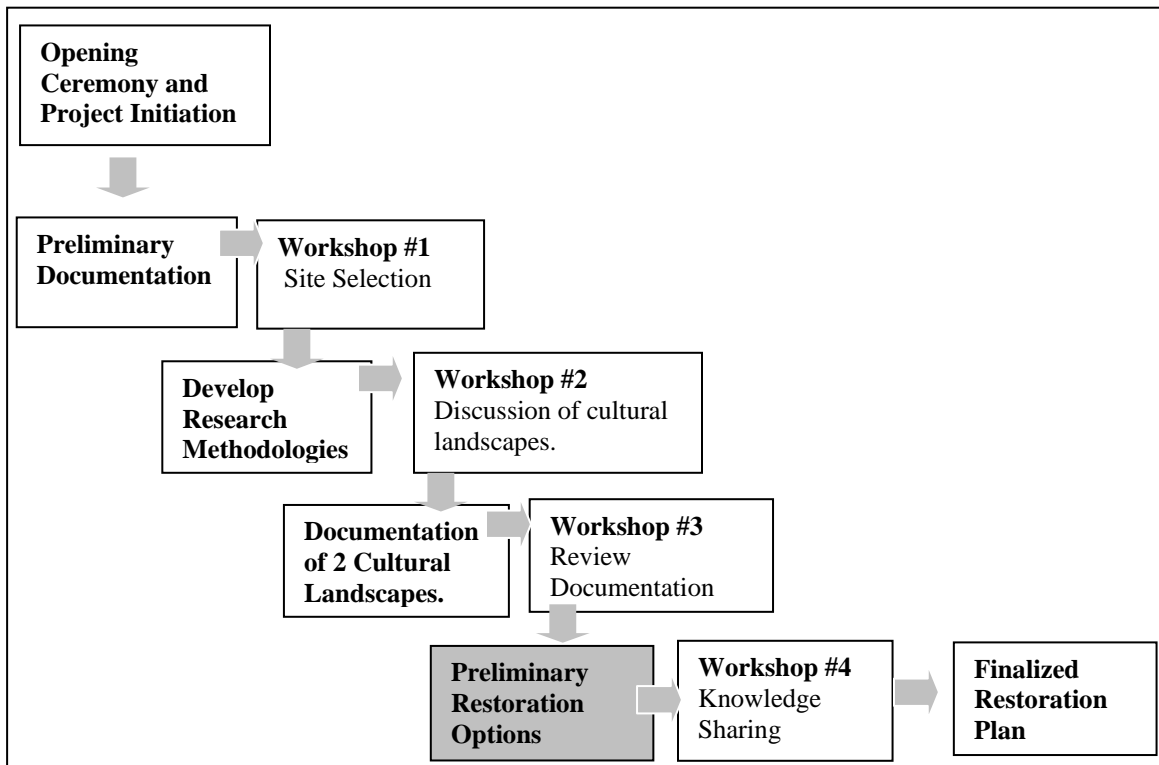 Opening
Ceremony and
Project Initiation
Preliminary
Documentation
Workshop #1
Site Selection
Develop
Research
Methodologies
Workshop #2
Discussion of cultural
landscapes.
Documentation
of 2 Cultural
Landscapes.
Workshop #3
Review
Documentation
Preliminary
Restoration
Options
Workshop #4
Knowledge
Sharing
Finalized
Restoration
Plan